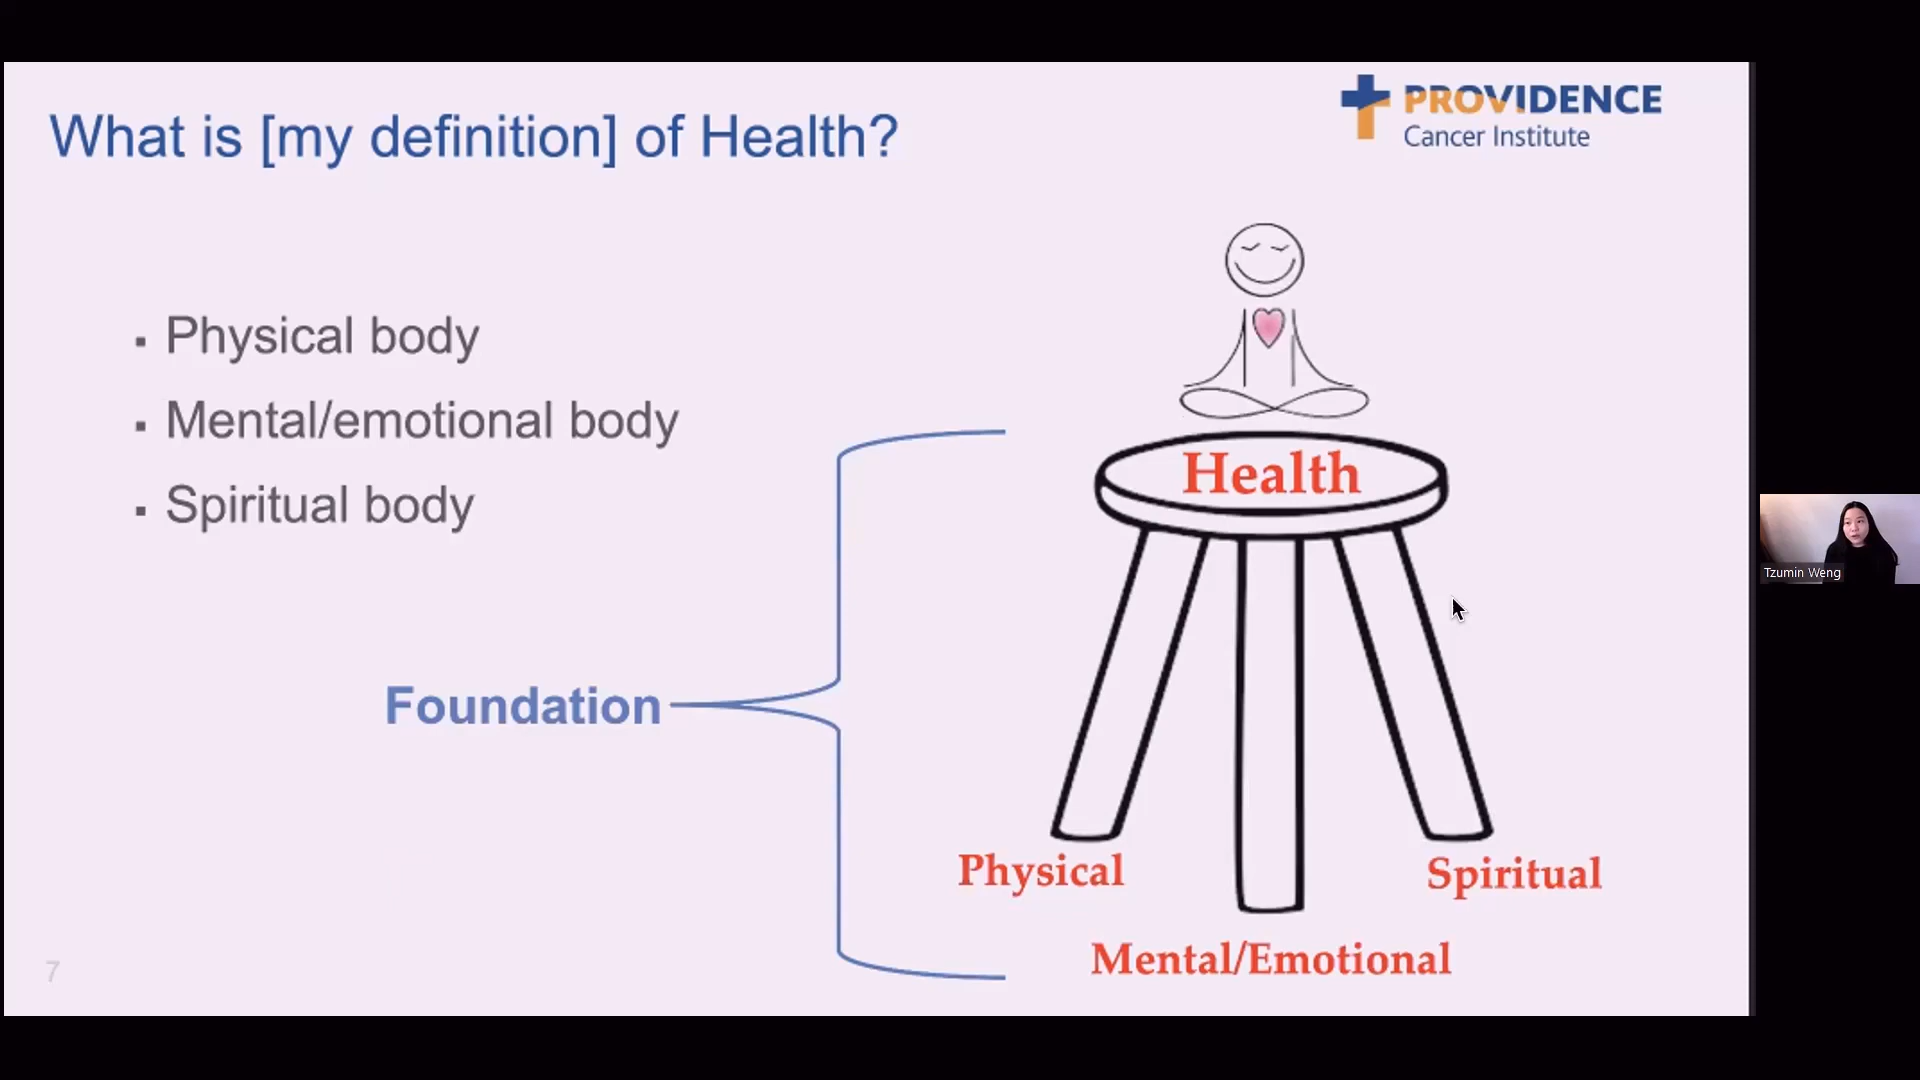 What is [my definition] of Health?
PROVIDENCE
Cancer Institute
▪ Physical body
▪ Mental/emotional body
▪ Spiritual body
Foundation
Health
Physical
Spiritual
Mental/Emotional
7
Tzumin Weng